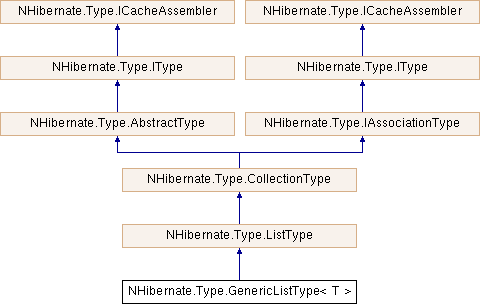 NHibernate.Type.ICacheAssembler
NHibernate.Type.ICacheAssembler
NHibernate.Type.IType
NHibernate.Type.IType
NHibernate.Type.AbstractType
NHibernate.Type.IAssociationType
NHibernate.Type.CollectionType
NHibernate.Type.ListType
NHibernate.Type.GenericListType< T >